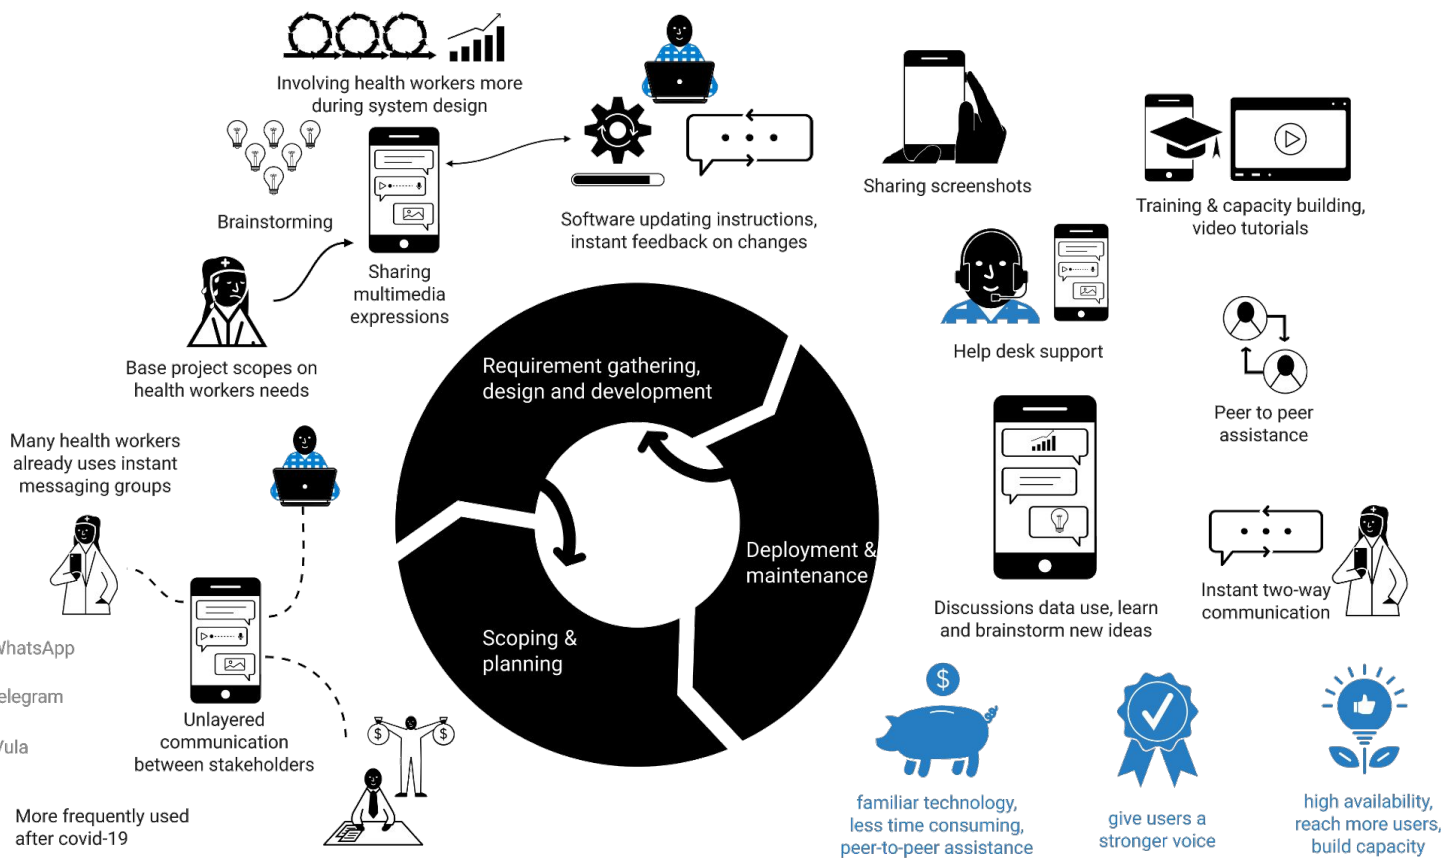 Involving health workers more
during system design
Brainstorming
Sharing
multimedia
expressions
Software updating instructions,
instant feedback on changes
Sharing screenshots
Training & capacity building,
video tutorials
Base project scopes on
health workers needs
Help desk support
Peer to peer
assistance
Requirement gathering,
design and development
Many health workers
already uses instant
messaging groups
Deployment &
maintenance
Scoping &
planning
Discussions data use, learn
and brainstorm new ideas
Instant two-way
communication
WhatsApp
elegram
Vula
Unlayered
communication
between stakeholders
More frequently used
after covid-19
$
$
$
familiar technology,
less time consuming,
peer-to-peer assistance
give users a
stronger voice
high availability,
reach more users,
build capacity